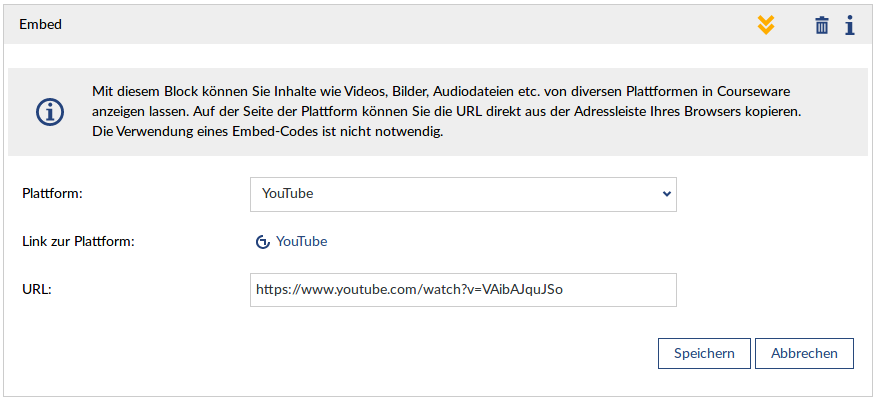 Embed
Mit diesem Block können Sie Inhalte wie Videos, Bilder, Audiodateien etc. von diversen Plattformen in Courseware
anzeigen lassen. Auf der Seite der Plattform können Sie die URL direkt aus der Adressleiste Ihres Browsers kopieren.
Die Verwendung eines Embed-Codes ist nicht notwendig.
Plattform:
YouTube
Link zur Plattform:
YouTube
URL:
https://www.youtube.com/watch?v=VAibAJquJSo
Speichern
Abbrechen